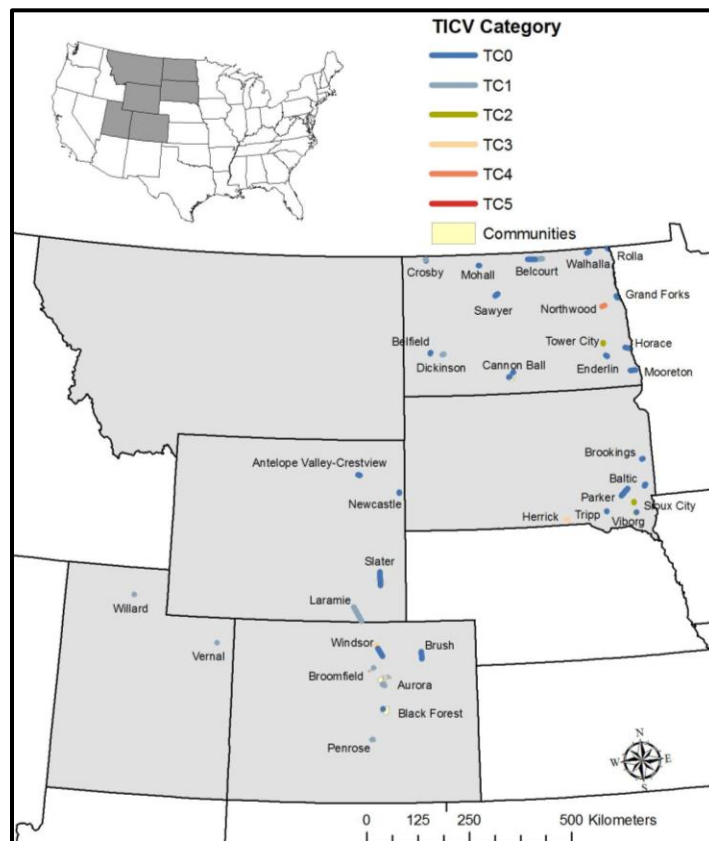 TICV Category
TC0
TC1
TC2
TC3
TC4
TC5
Communities
Crosby
Mohall
Belcourt
Walhalla
Rolla
Sawyer
Northwood
Grand Forks
Belfield
Dickinson
Cannon Ball
Tower City
Enderlin
Horace
Mooreton
Antelope Valley-Crestview
Newcastle
Brookings
Baltic
Parker
Sioux City
Herrick
Tripp
Viborg
Slater
Laramie
Willard
Vernal
Windsor
Brush
Broomfield
Aurora
Black Forest
Penrose
N
W
E
S
0 125 250 500 Kilometers